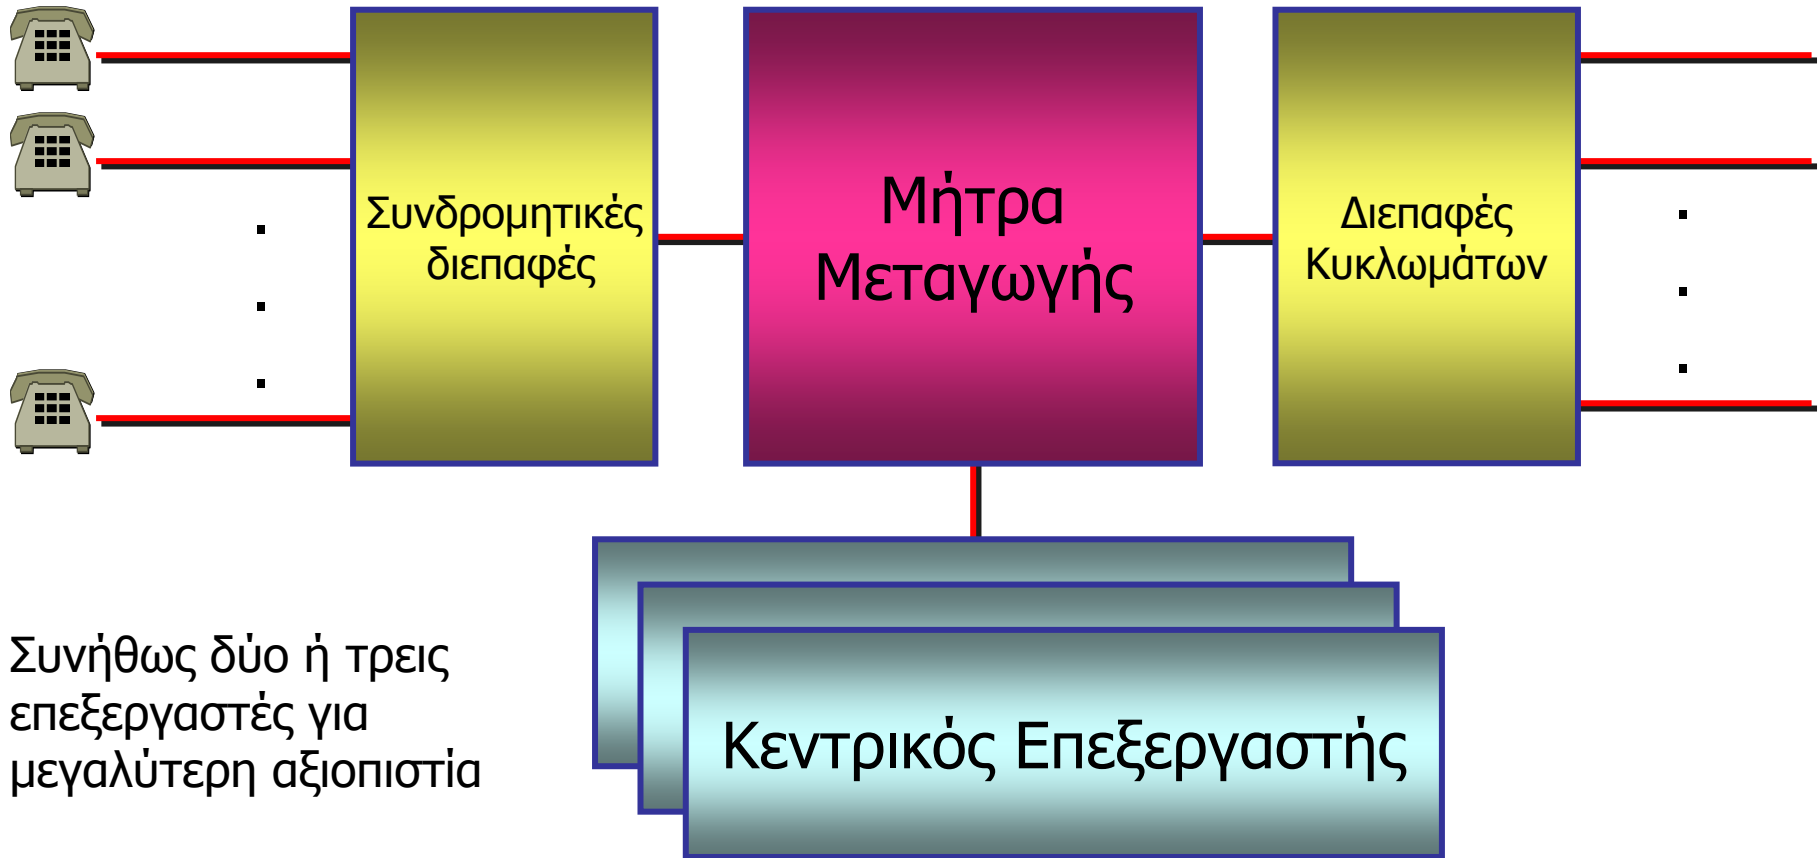 Συνδρομητικές
διεπαφές
Μήτρα
Μεταγωγής
Διεπαφές
Κυκλωμάτων
Συνήθως δύο ή τρεις
επεξεργαστές για
μεγαλύτερη αξιοπιστία
Κεντρικός Επεξεργαστής